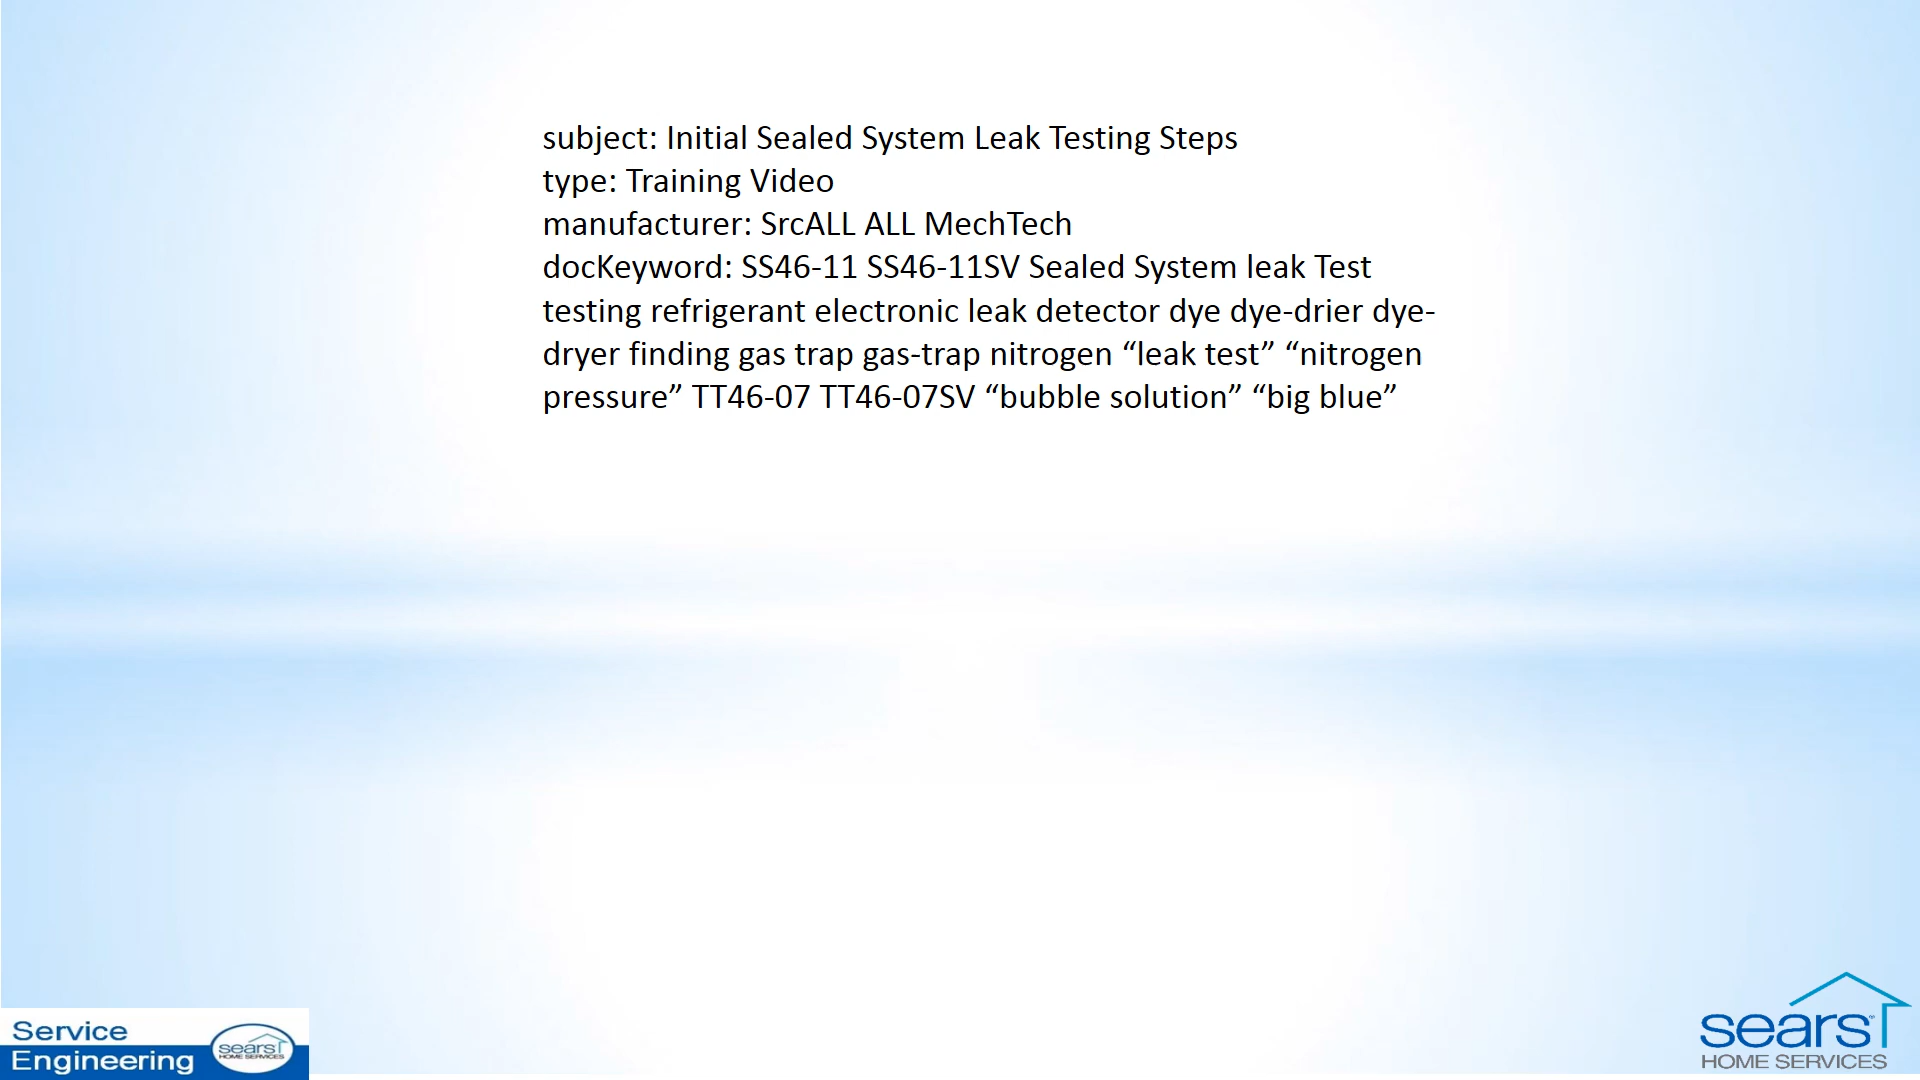 subject: Initial Sealed System Leak Testing Steps
type: Training Video
manufacturer: SrcALL ALL MechTech
docKeyword: SS46-11 SS46-11SV Sealed System leak Test
testing refrigerant electronic leak detector dye dye-drier dye-
dryer finding gas trap gas-trap nitrogen “leak test” “nitrogen
pressure” TT46-07 TT46-07SV “bubble solution” “big blue”
Service
Engineering
sears
HOME SERVICES
sears
HOME SERVICES